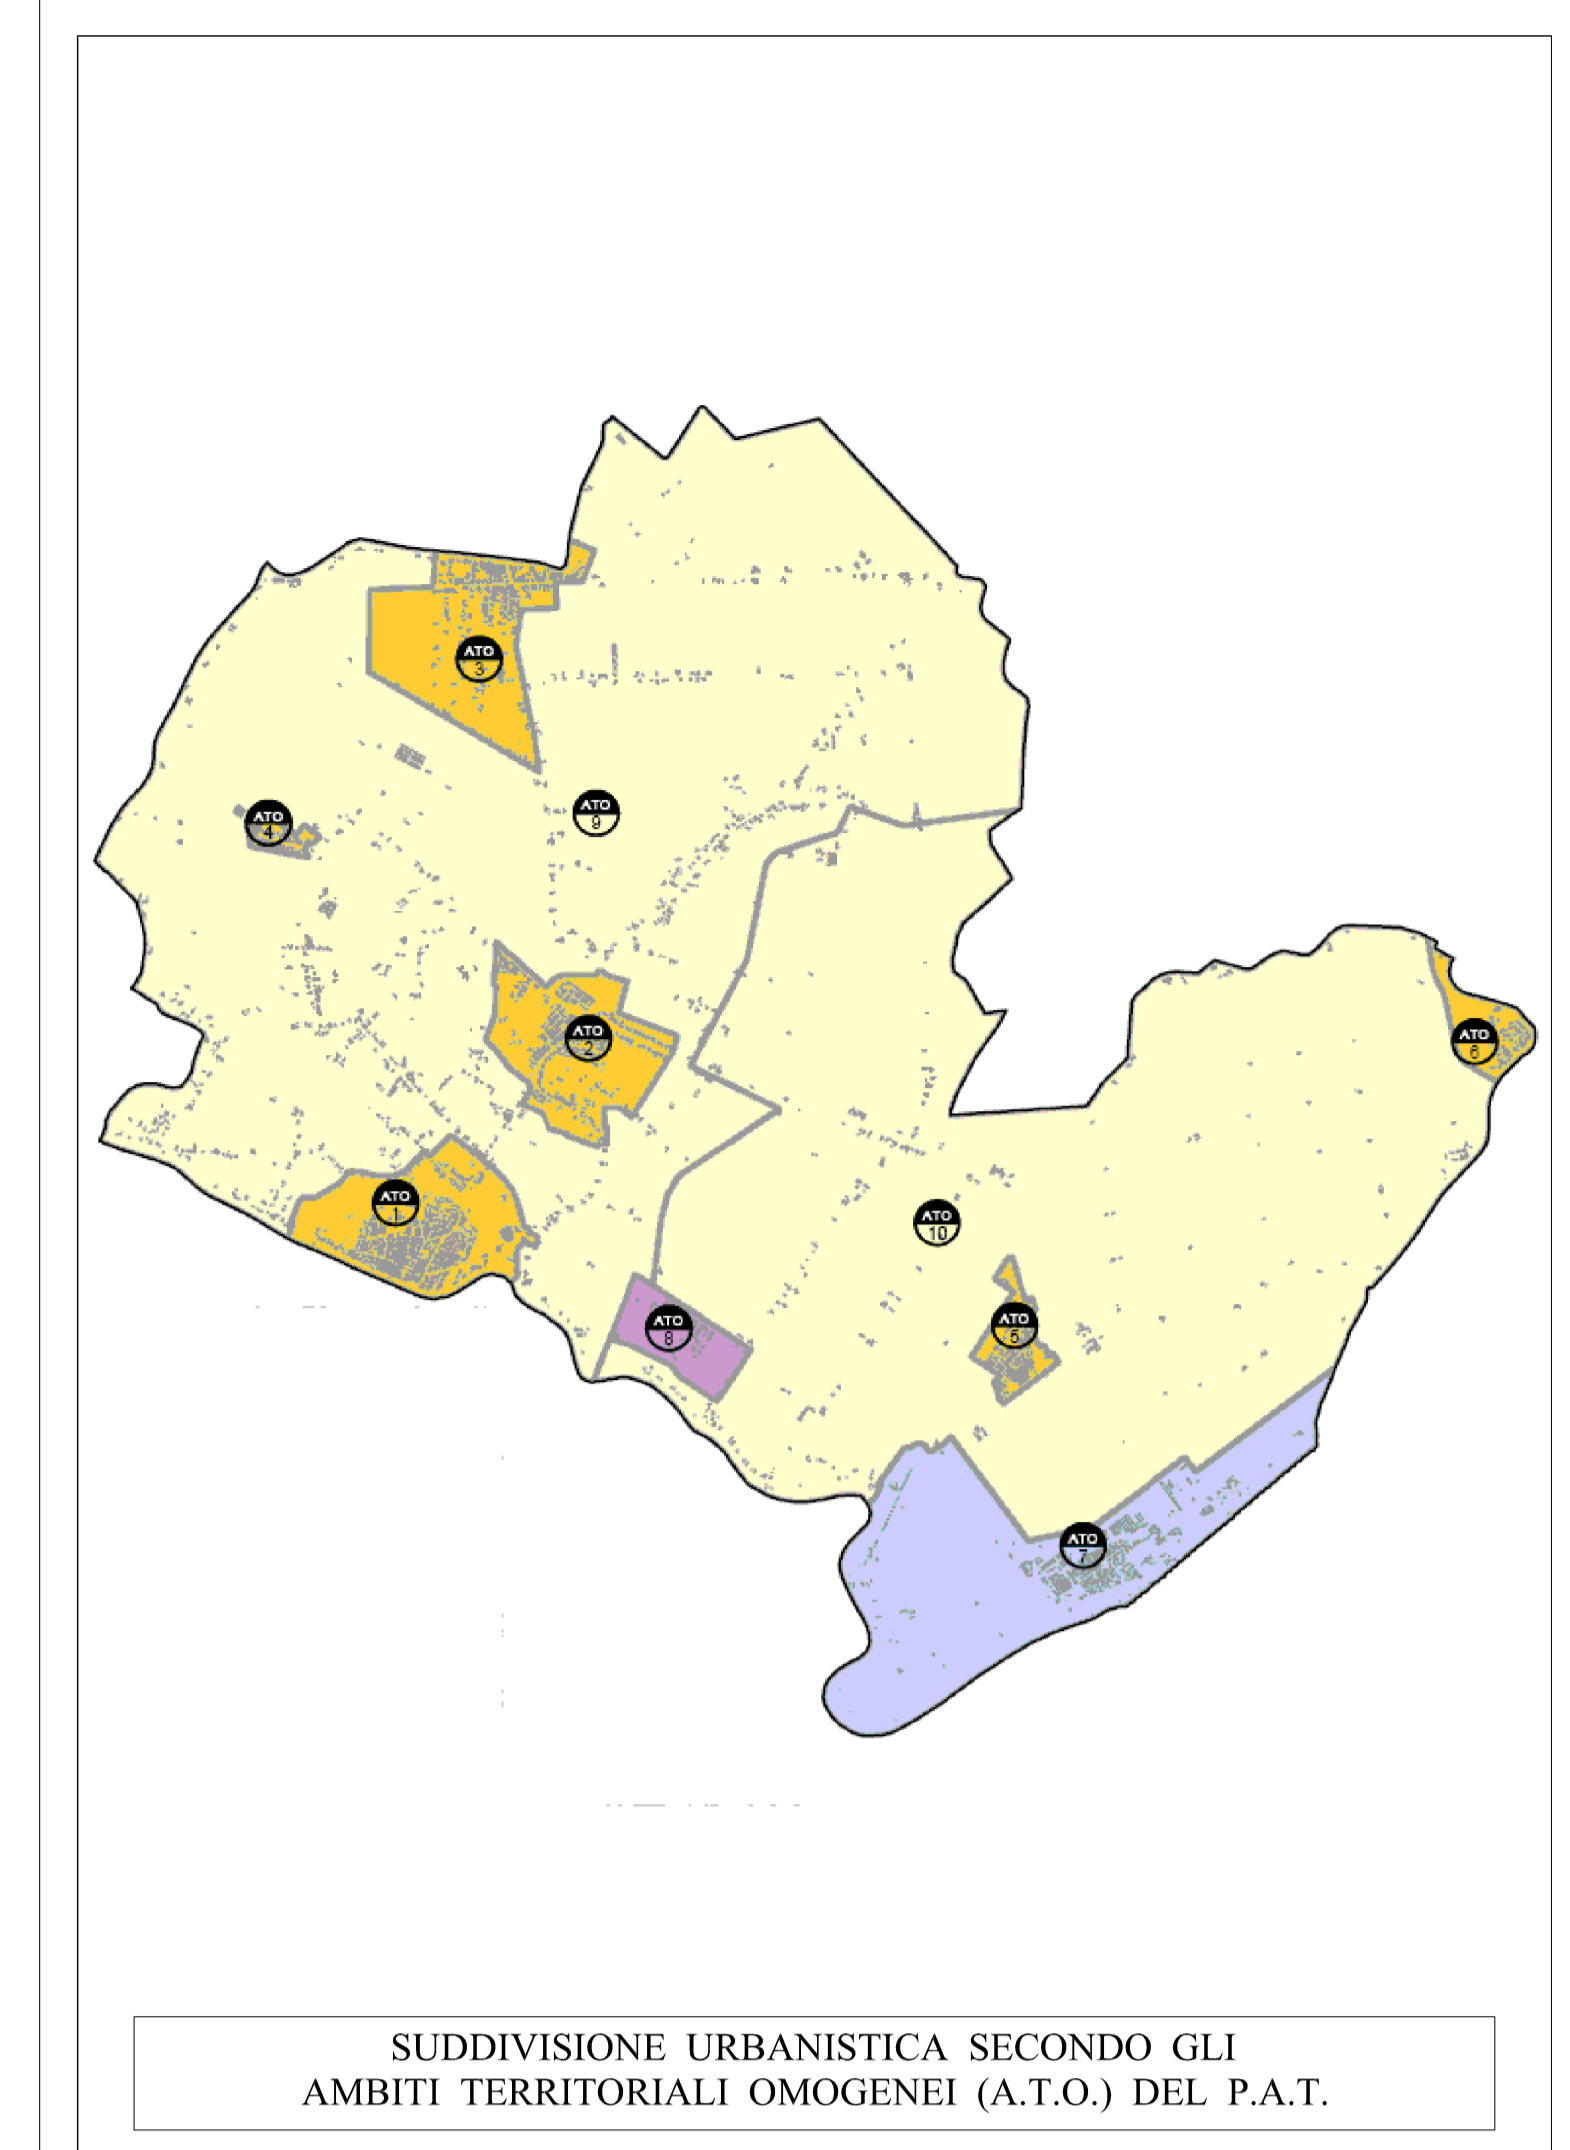 ATO
3
ATO
4
ATO
9
ATO
2
ATO
6
ATO
1
ATO
10
ATO
8
ATO
5
ATO
7
SUDDIVISIONE URBANISTICA SECONDO GLI
AMBITI TERRITORIALI OMOGENEI (A.T.O.) DEL P.A.T.